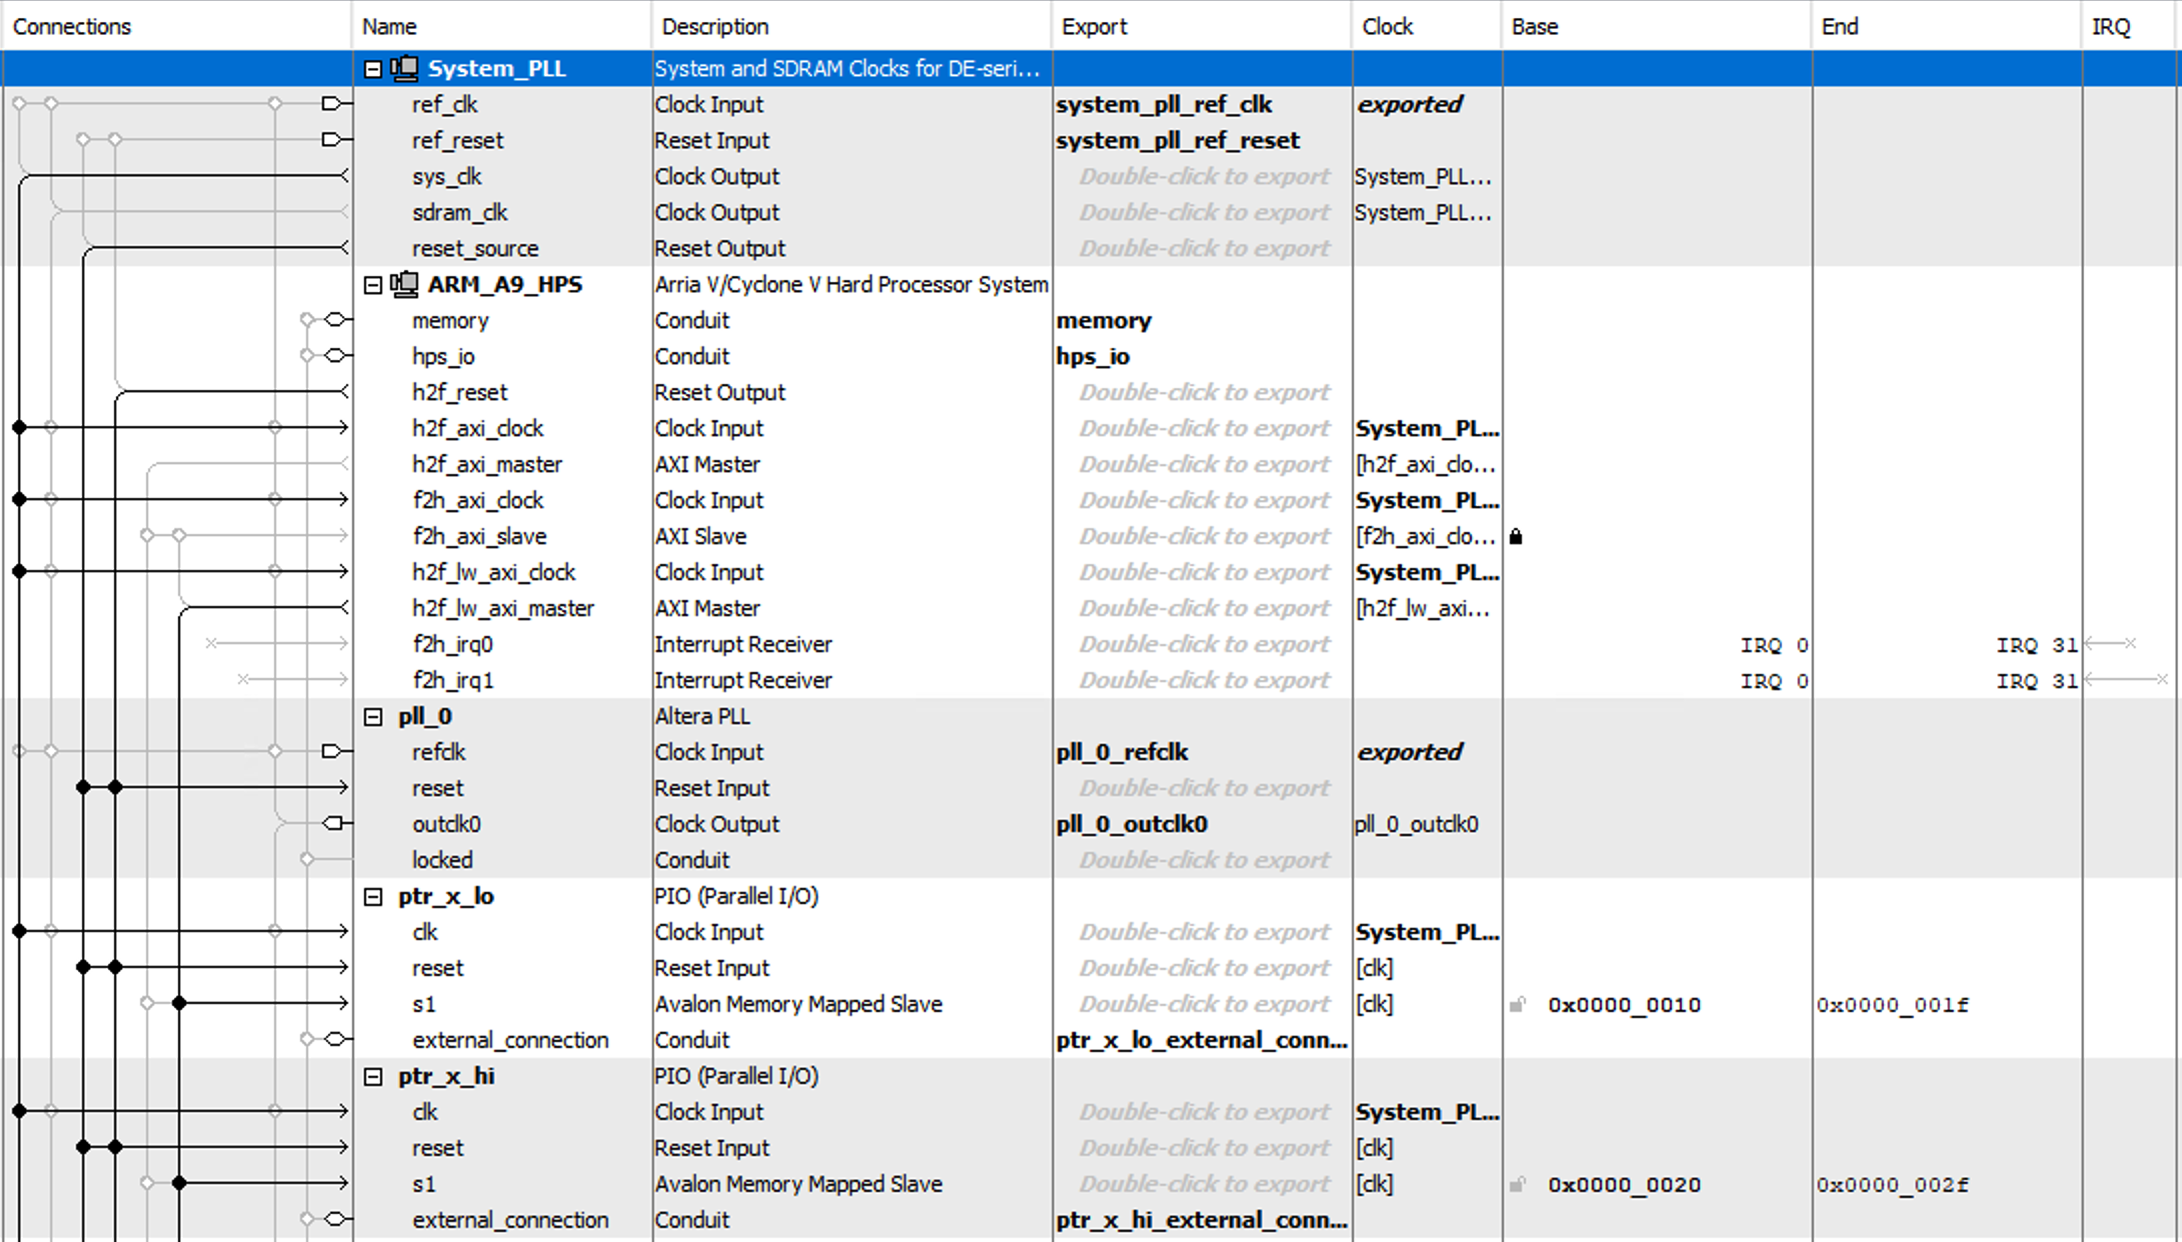 Connections Name Description Export Clock Base End IRQ
System_PLL System and SDRAM Clocks for DE-seri...
ref_clk Clock Input system_pll_ref_clk exported
ref_reset Reset Input system_pll_ref_reset
sys_clk Clock Output Double-click to export System_PLL...
sdram_clk Clock Output Double-click to export System_PLL...
reset_source Reset Output Double-click to export
ARM_A9_HPS Arria V/Cyclone V Hard Processor System
memory Conduit memory
hps_io Conduit hps_io
h2f_reset Reset Output Double-click to export
h2f_axi_clock Clock Input Double-click to export System_PL...
h2f_axi_master AXI Master Double-click to export [h2f_axi_clo...
f2h_axi_clock Clock Input Double-click to export System_PL...
f2h_axi_slave AXI Slave Double-click to export [f2h_axi_clo...
h2f_lw_axi_clock Clock Input Double-click to export System_PL...
h2f_lw_axi_master AXI Master Double-click to export [h2f_lw_axi...
f2h_irq0 Interrupt Receiver Double-click to export IRQ 0 IRQ 31
f2h_irq1 Interrupt Receiver Double-click to export IRQ 0 IRQ 31
pll_0 Altera PLL
refclk Clock Input pll_0_refclk exported
reset Reset Input Double-click to export
outclk0 Clock Output pll_0_outclk0 pll_0_outclk0
locked Conduit Double-click to export
ptr_x_lo PIO (Parallel I/O)
clk Clock Input Double-click to export System_PL...
reset Reset Input Double-click to export [clk]
s1 Avalon Memory Mapped Slave Double-click to export [clk] 0x0000_0010 0x0000_001f
external_connection Conduit ptr_x_lo_external_conn...
ptr_x_hi PIO (Parallel I/O)
clk Clock Input Double-click to export System_PL...
reset Reset Input Double-click to export [clk]
s1 Avalon Memory Mapped Slave Double-click to export [clk] 0x0000_0020 0x0000_002f
external_connection Conduit ptr_x_hi_external_conn...